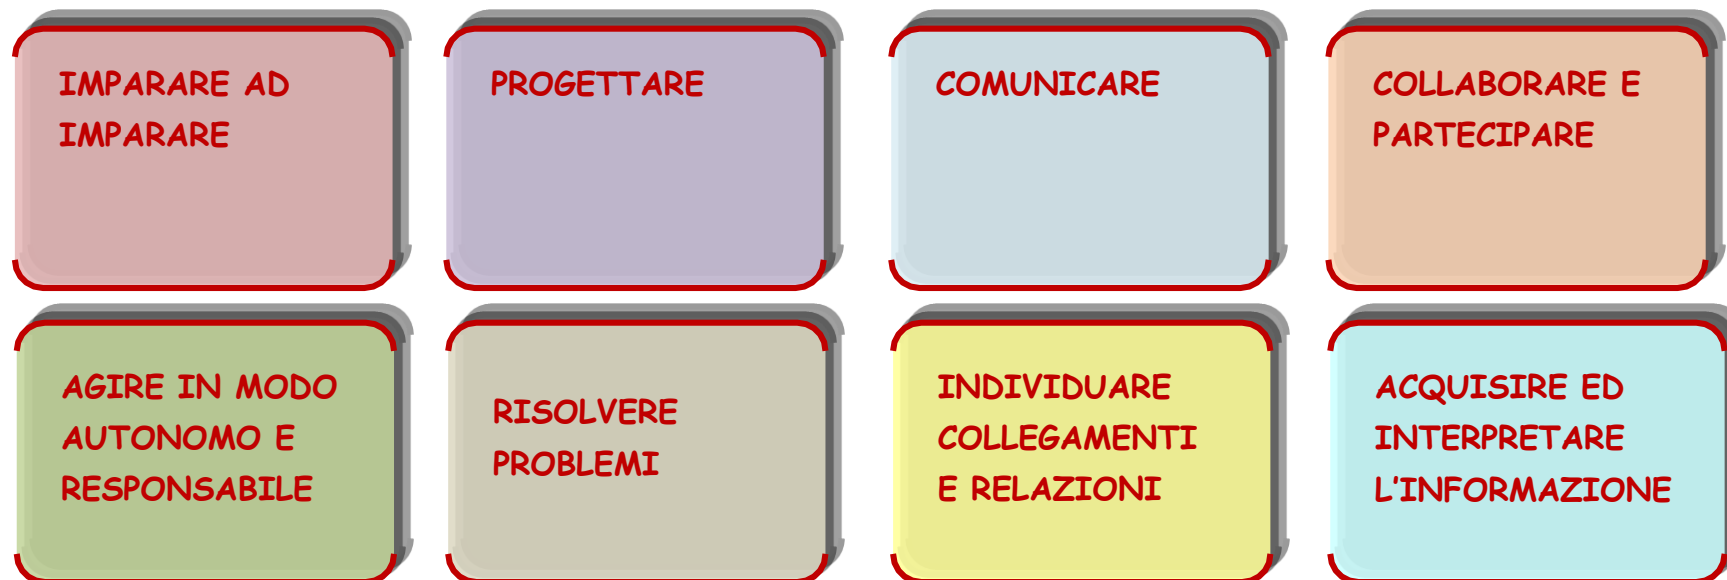 IMPARARE AD
IMPARARE
PROGETTARE
COMUNICARE
COLLABORARE E
PARTECIPARE
AGIRE IN MODO
AUTONOMO E
RESPONSABILE
RISOLVERE
PROBLEMI
INDIVIDUARE
COLLEGAMENTI
E RELAZIONI
ACQUISIRE ED
INTERPRETARE
L'INFORMAZIONE